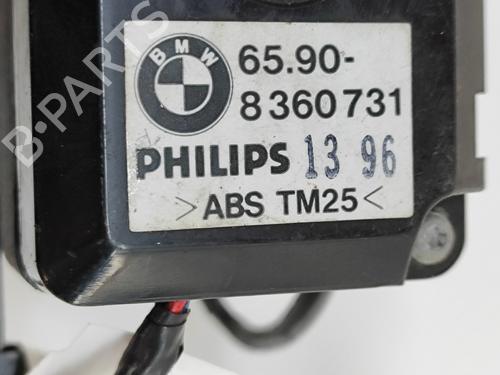 B-PARTS
BMW
65.90-
8 360 731
PHILIPS 13 96
>ABS TM25<